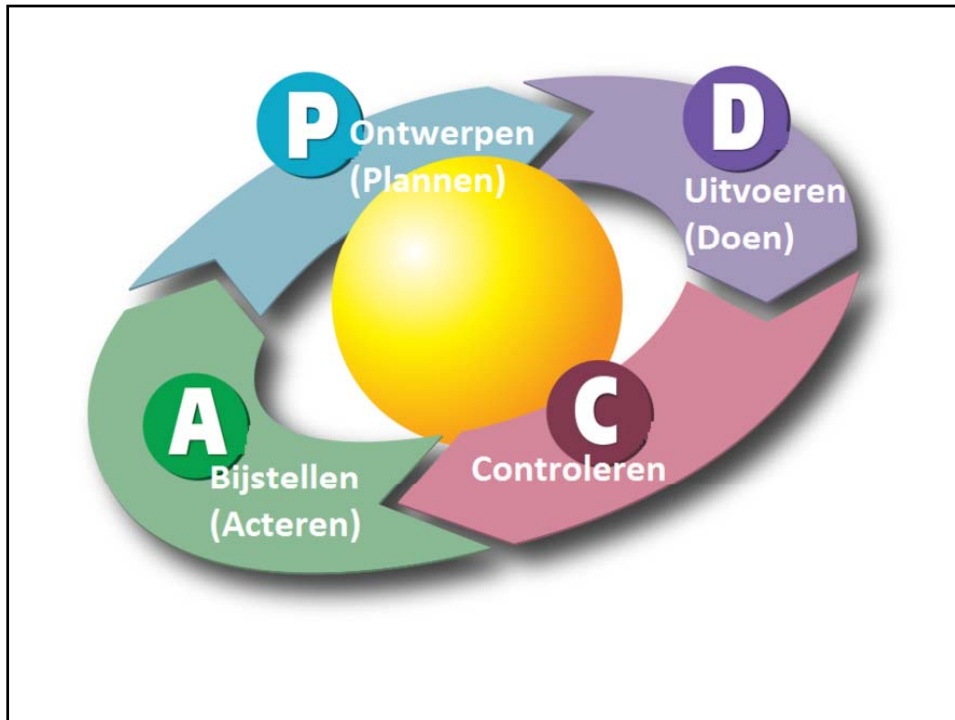 P
Ontwerpen
(Plannen)
D
Uitvoeren
(Doen)
C
Controleren
A
Bijstellen
(Acteren)